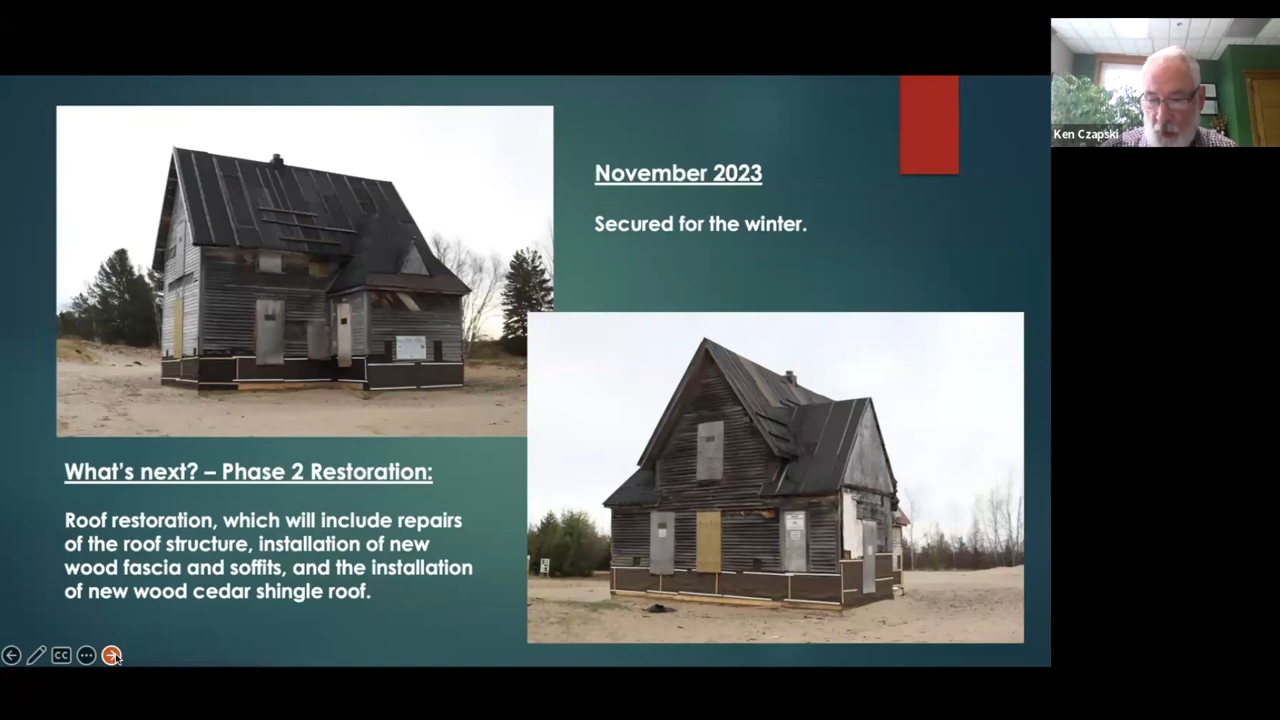 November 2023
Secured for the winter.
What's next? – Phase 2 Restoration:
Roof restoration, which will include repairs
of the roof structure, installation of new
wood fascia and soffits, and the installation
of new wood cedar shingle roof.
CC
Ken Czapski